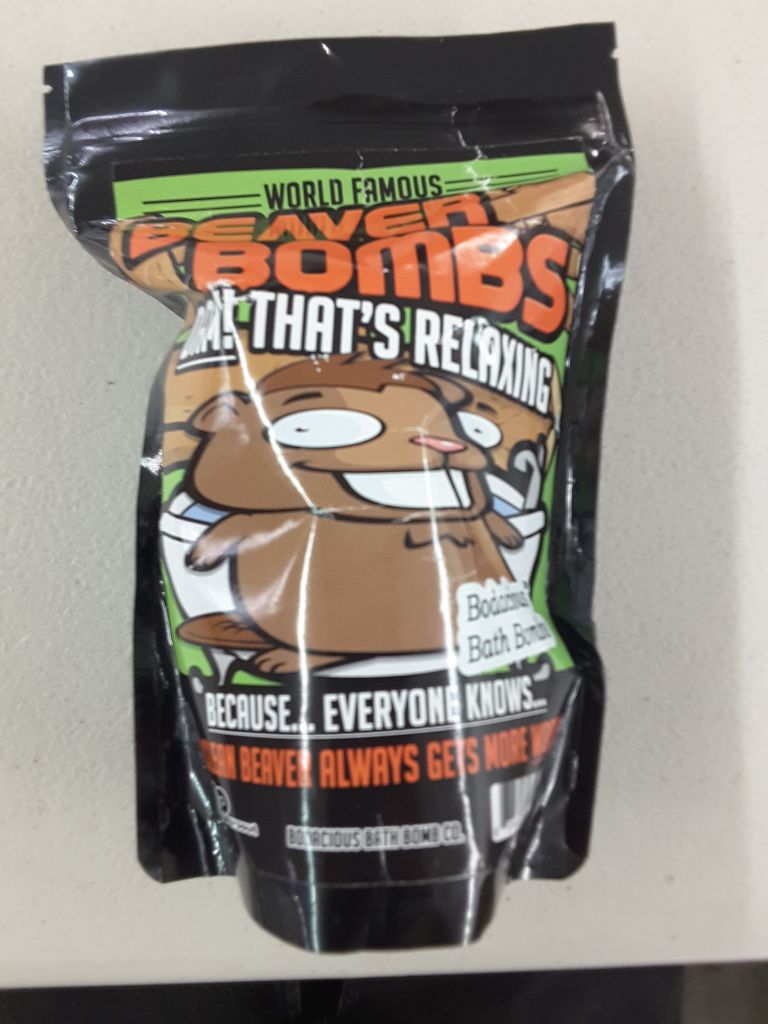 WORLD FAMOUS
BEAVER
BOMBS
THAT'S RELAXING
Bodacious
Bath Bombs
BECAUSE... EVERYONE KNOWS...
BEAVER ALWAYS GETS MORE
BODACIOUS BATH BOMB CO.